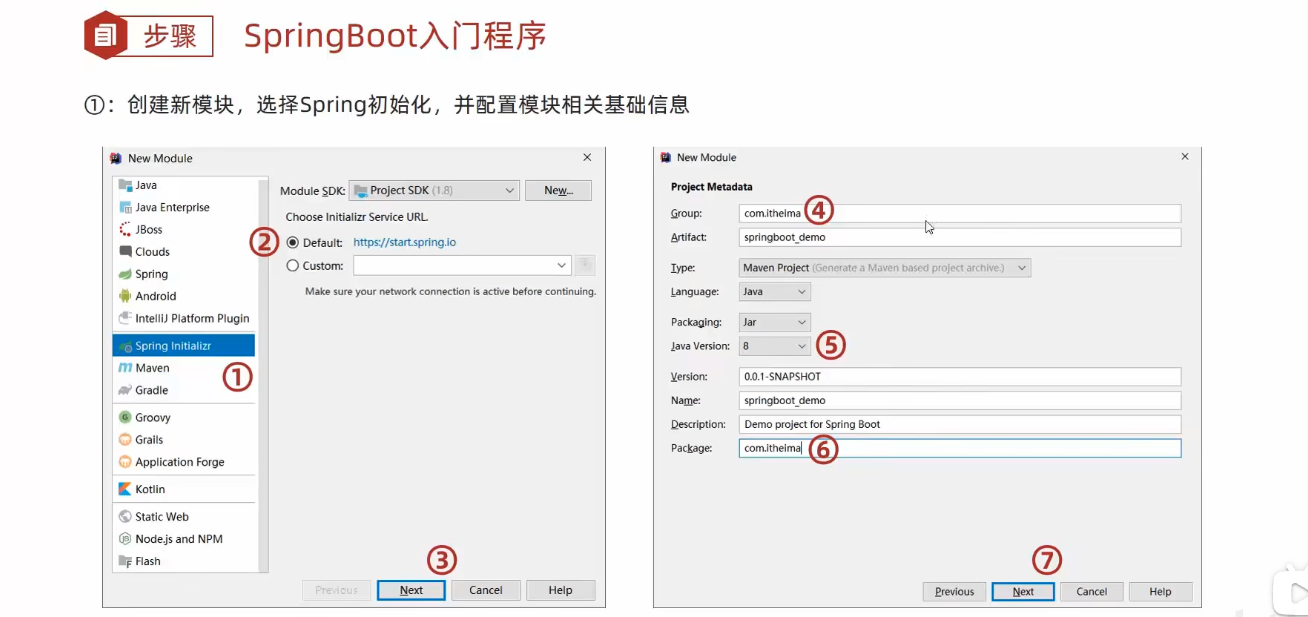 步骤 SpringBoot入门程序
①：创建新模块，选择Spring初始化，并配置模块相关基础信息
New Module
Java
Java Enterprise
JBoss
Clouds
Spring
Android
IntelliJ Platform Plugin
Spring Initializr
①
Maven
Gradle
Groovy
Grails
Application Forge
Kotlin
Static Web
Node.js and NPM
Flash
Module SDK: Project SDK (1.8) New...
Choose Initializr Service URL.
② Default: https://start.spring.io
Custom:
Make sure your network connection is active before continuing.
③
Previous Next Cancel Help
New Module
Project Metadata
Group: com.itheima ④
Artifact: springboot_demo
Type: Maven Project (Generate a Maven based project archive.)
Language: Java
Packaging: Jar
Java Version: 8 ⑤
Version: 0.0.1-SNAPSHOT
Name: springboot_demo
Description: Demo project for Spring Boot
Package: com.itheima ⑥
⑦
Previous Next Cancel Help